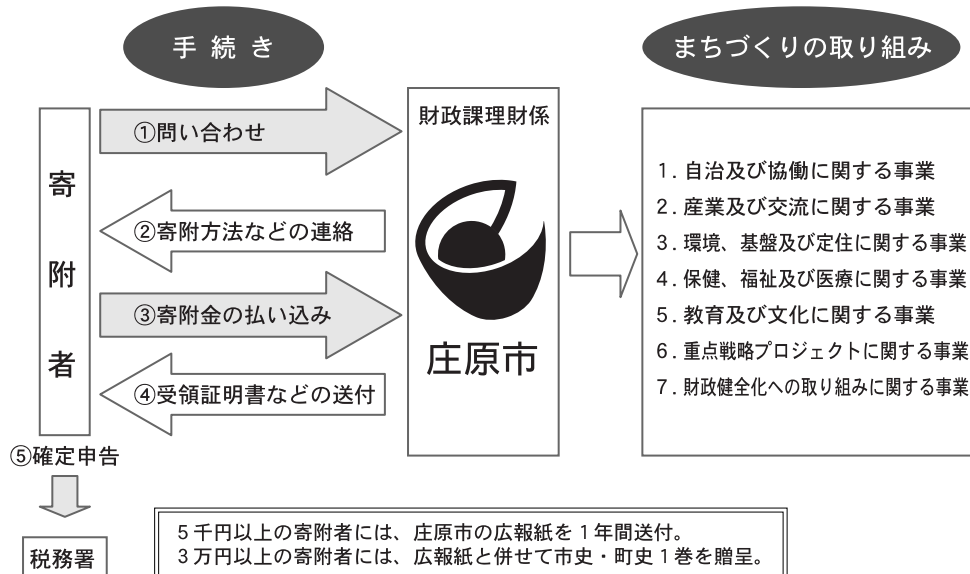 手続き
まちづくりの取り組み
寄附者
①問い合わせ
②寄附方法などの連絡
③寄附金の払い込み
④受領証明書などの送付
財政課理財係
庄原市
1. 自治及び協働に関する事業
2. 産業及び交流に関する事業
3. 環境、基盤及び定住に関する事業
4. 保健、福祉及び医療に関する事業
5. 教育及び文化に関する事業
6. 重点戦略プロジェクトに関する事業
7. 財政健全化への取り組みに関する事業
⑤確定申告
税務署
5千円以上の寄附者には、庄原市の広報紙を1年間送付。
3万円以上の寄附者には、広報紙と併せて市史・町史1巻を贈呈。